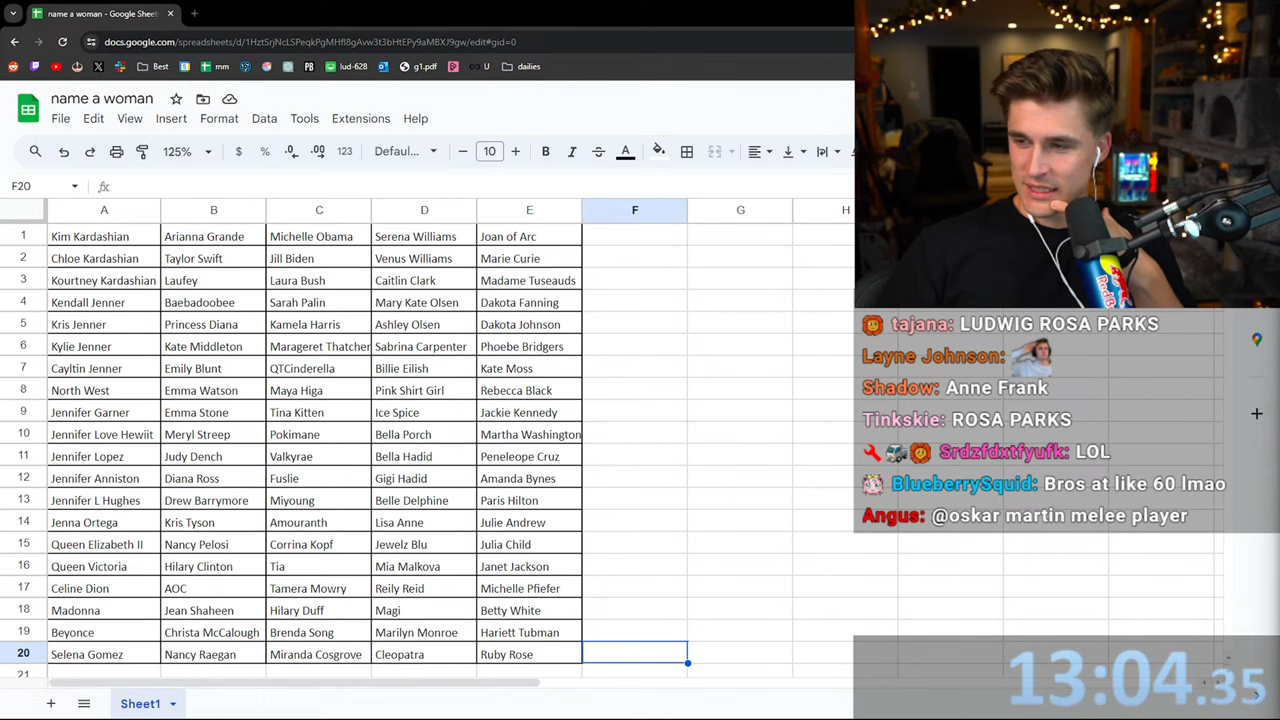 name a woman - Google Sheet
docs.google.com/spreadsheets/d/1HztSrjNcLSPeqkPgMHfl8gAvw3t3bHtEPy9aMBXJ9gw/edit#gid=0
Best mm PB lud-628 g1.pdf U dailies
name a woman
File Edit View Insert Format Data Tools Extensions Help
125% $ % .0 .00 123 Defaul... 10 B I A
F20 fx
A B C D E F G H
1 Kim Kardashian Arianna Grande Michelle Obama Serena Williams Joan of Arc
2 Chloe Kardashian Taylor Swift Jill Biden Venus Williams Marie Curie
3 Kourtney Kardashian Laufey Laura Bush Caitlin Clark Madame Tuseauds
4 Kendall Jenner Baebadoobee Sarah Palin Mary Kate Olsen Dakota Fanning
5 Kris Jenner Princess Diana Kamela Harris Ashley Olsen Dakota Johnson
6 Kylie Jenner Kate Middleton Marageret Thatcher Sabrina Carpenter Phoebe Bridgers
7 Cayltin Jenner Emily Blunt QTCinderella Billie Eilish Kate Moss
8 North West Emma Watson Maya Higa Pink Shirt Girl Rebecca Black
9 Jennifer Garner Emma Stone Tina Kitten Ice Spice Jackie Kennedy
10 Jennifer Love Hewiit Meryl Streep Pokimane Bella Porch Martha Washington
11 Jennifer Lopez Judy Dench Valkyrae Bella Hadid Peneleope Cruz
12 Jennifer Anniston Diana Ross Fuslie Gigi Hadid Amanda Bynes
13 Jennifer L Hughes Drew Barrymore Miyoung Belle Delphine Paris Hilton
14 Jenna Ortega Kris Tyson Amouranth Lisa Anne Julie Andrew
15 Queen Elizabeth II Nancy Pelosi Corrina Kopf Jewelz Blu Julia Child
16 Queen Victoria Hilary Clinton Tia Mia Malkova Janet Jackson
17 Celine Dion AOC Tamera Mowry Reily Reid Michelle Pfiefer
18 Madonna Jean Shaheen Hilary Duff Magi Betty White
19 Beyonce Christa McCalough Brenda Song Marilyn Monroe Hariett Tubman
20 Selena Gomez Nancy Raegan Miranda Cosgrove Cleopatra Ruby Rose
21
Sheet1
tajana: LUDWIG ROSA PARKS
Layne Johnson:
Shadow: Anne Frank
Tinkskie: ROSA PARKS
Srdzfdxtfyufk: LOL
BlueberrySquid: Bros at like 60 lmao
Angus: @oskar martin melee player
13:04.35